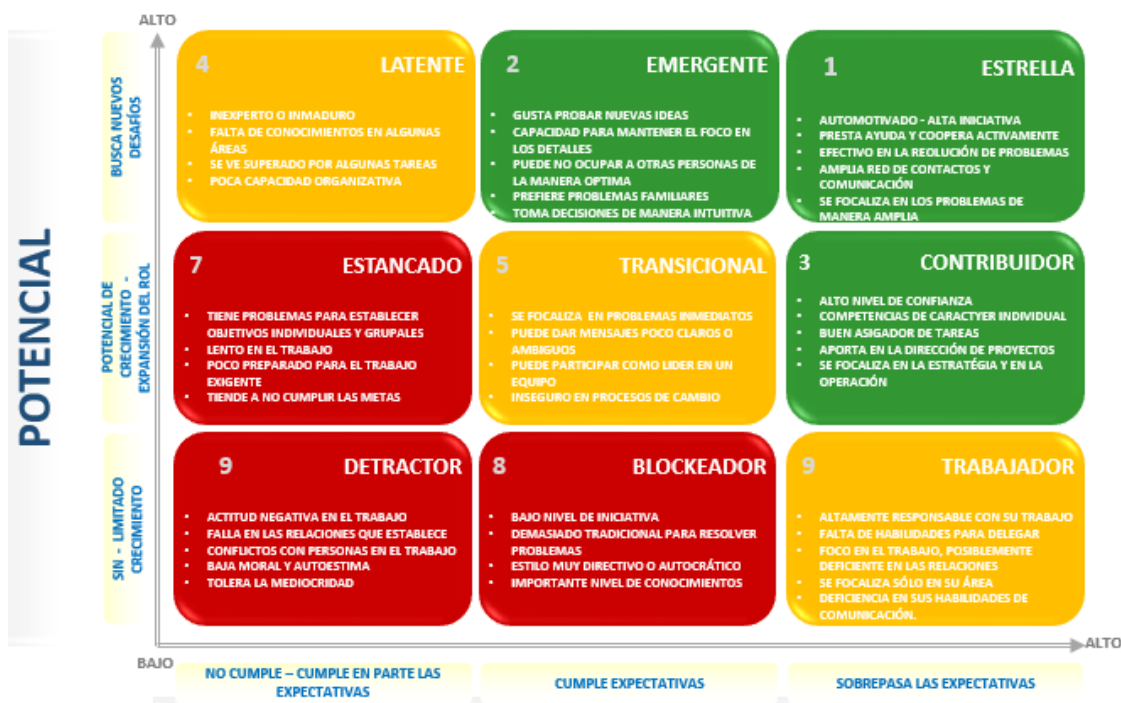 ALTO
POTENCIAL
BUSCA NUEVOS
DESAFÍOS
4 LATENTE
INEXPERTO O INMADURO
FALTA DE CONOCIMIENTOS EN ALGUNAS
ÁREAS
SE VE SUPERADO POR ALGUNAS TAREAS
POCA CAPACIDAD ORGANIZATIVA
2 EMERGENTE
GUSTA PROBAR NUEVAS IDEAS
CAPACIDAD PARA MANTENER EL FOCO EN
LOS DETALLES
PUEDE NO OCUPAR A OTRAS PERSONAS DE
LA MANERA OPTIMA
PREFIERE PROBLEMAS FAMILIARES
TOMA DECISIONES DE MANERA INTUITIVA
1 ESTRELLA
AUTOMOTIVADO - ALTA INICIATIVA
PRESTA AYUDA Y COOPERA ACTIVAMENTE
EFECTIVO EN LA REOLUCIÓN DE PROBLEMAS
AMPLIA RED DE CONTACTOS Y
COMUNICACIÓN
SE FOCALIZA EN LOS PROBLEMAS DE
MANERA AMPLIA
POTENCIAL DE
CRECIMIENTO -
EXPANSIÓN DEL ROL
7 ESTANCADO
TIENE PROBLEMAS PARA ESTABLECER
OBJETIVOS INDIVIDUALES Y GRUPALES
LENTO EN EL TRABAJO
POCO PREPARADO PARA EL TRABAJO
EXIGENTE
TIENDE A NO CUMPLIR LAS METAS
5 TRANSICIONAL
SE FOCALIZA EN PROBLEMAS INMEDIATOS
PUEDE DAR MENSAJES POCO CLAROS O
AMBIGUOS
PUEDE PARTICIPAR COMO LIDER EN UN
EQUIPO
INSEGURO EN PROCESOS DE CAMBIO
3 CONTRIBUIDOR
ALTO NIVEL DE CONFIANZA
COMPETENCIAS DE CARACTYER INDIVIDUAL
BUEN ASIGADOR DE TAREAS
APORTA EN LA DIRECCIÓN DE PROYECTOS
SE FOCALIZA EN LA ESTRATÉGIA Y EN LA
OPERACIÓN
SIN - LIMITADO
CRECIMIENTO
9 DETRACTOR
ACTITUD NEGATIVA EN EL TRABAJO
FALLA EN LAS RELACIONES QUE ESTABLECE
CONFLICTOS CON PERSONAS EN EL TRABAJO
BAJA MORAL Y AUTOESTIMA
TOLERA LA MEDIOCRIDAD
8 BLOCKEADOR
BAJO NIVEL DE INICIATIVA
DEMASIADO TRADICIONAL PARA RESOLVER
PROBLEMAS
ESTILO MUY DIRECTIVO O AUTOCRÁTICO
IMPORTANTE NIVEL DE CONOCIMIENTOS
9 TRABAJADOR
ALTAMENTE RESPONSABLE CON SU TRABAJO
FALTA DE HABILIDADES PARA DELEGAR
FOCO EN EL TRABAJO, POSIBLEMENTE
DEFICIENTE EN LAS RELACIONES
SE FOCALIZA SÓLO EN SU ÁREA
DEFICIENCIA EN SUS HABILIDADES DE
COMUNICACIÓN.
ALTO
BAJO
NO CUMPLE – CUMPLE EN PARTE LAS
EXPECTATIVAS
CUMPLE EXPECTATIVAS
SOBREPASA LAS EXPECTATIVAS